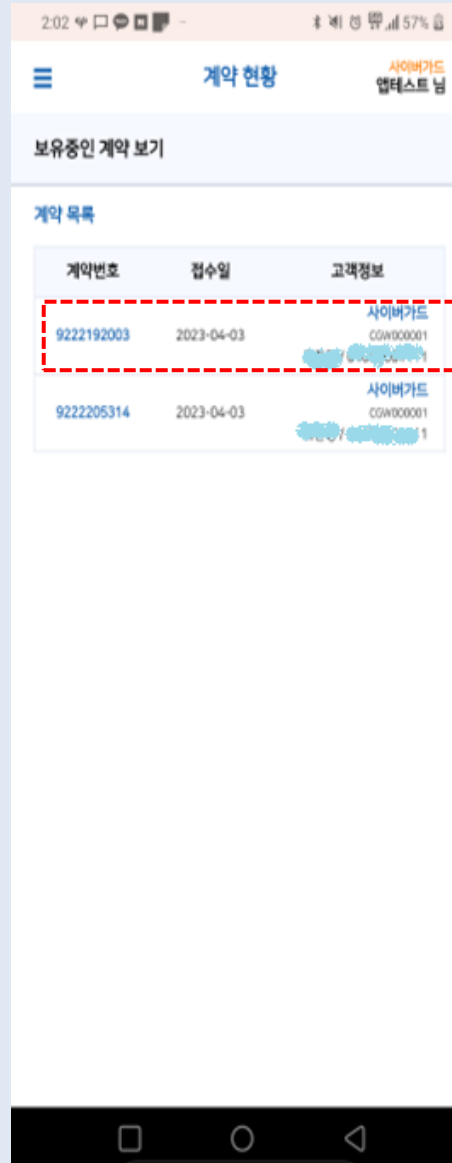 2:02
57%
계약 현황
사이버가드
앱테스트 님
보유중인 계약 보기
계약 목록
계약번호 접수일 고객정보
9222192003 2023-04-03 사이버가드
CGW000001
/ 1
9222205314 2023-04-03 사이버가드
CGW000001
/ 1